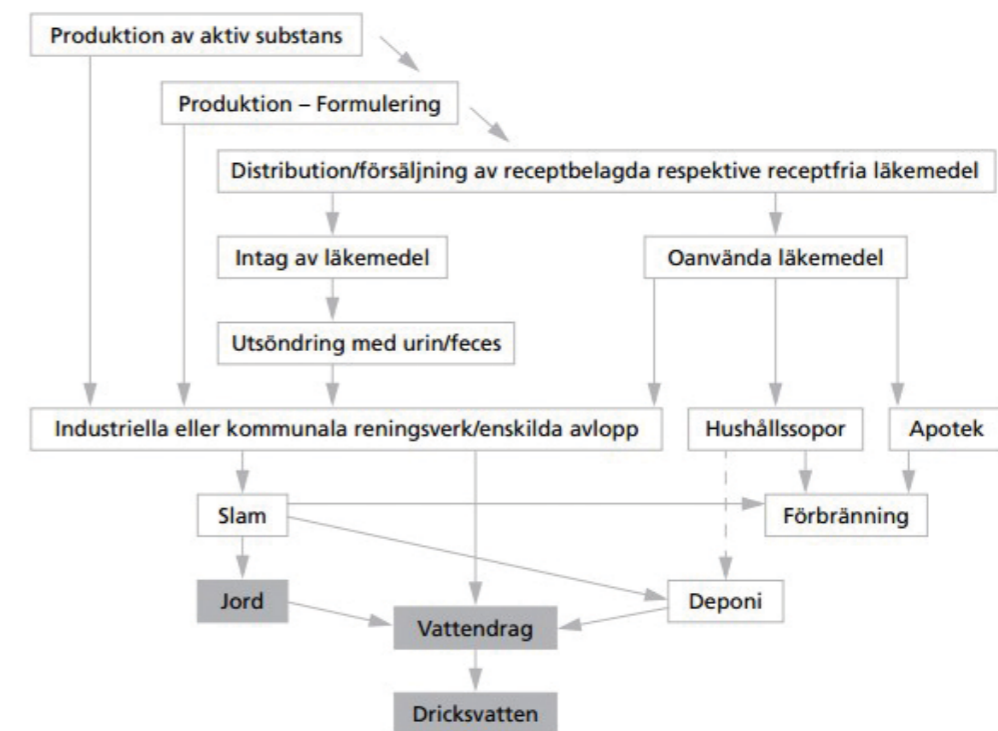 Produktion av aktiv substans
Produktion – Formulering
Distribution/försäljning av receptbelagda respektive receptfria läkemedel
Intag av läkemedel
Oanvända läkemedel
Utsöndring med urin/feces
Industriella eller kommunala reningsverk/enskilda avlopp
Hushållssopor
Apotek
Slam
Förbränning
Jord
Deponi
Vattendrag
Dricksvatten